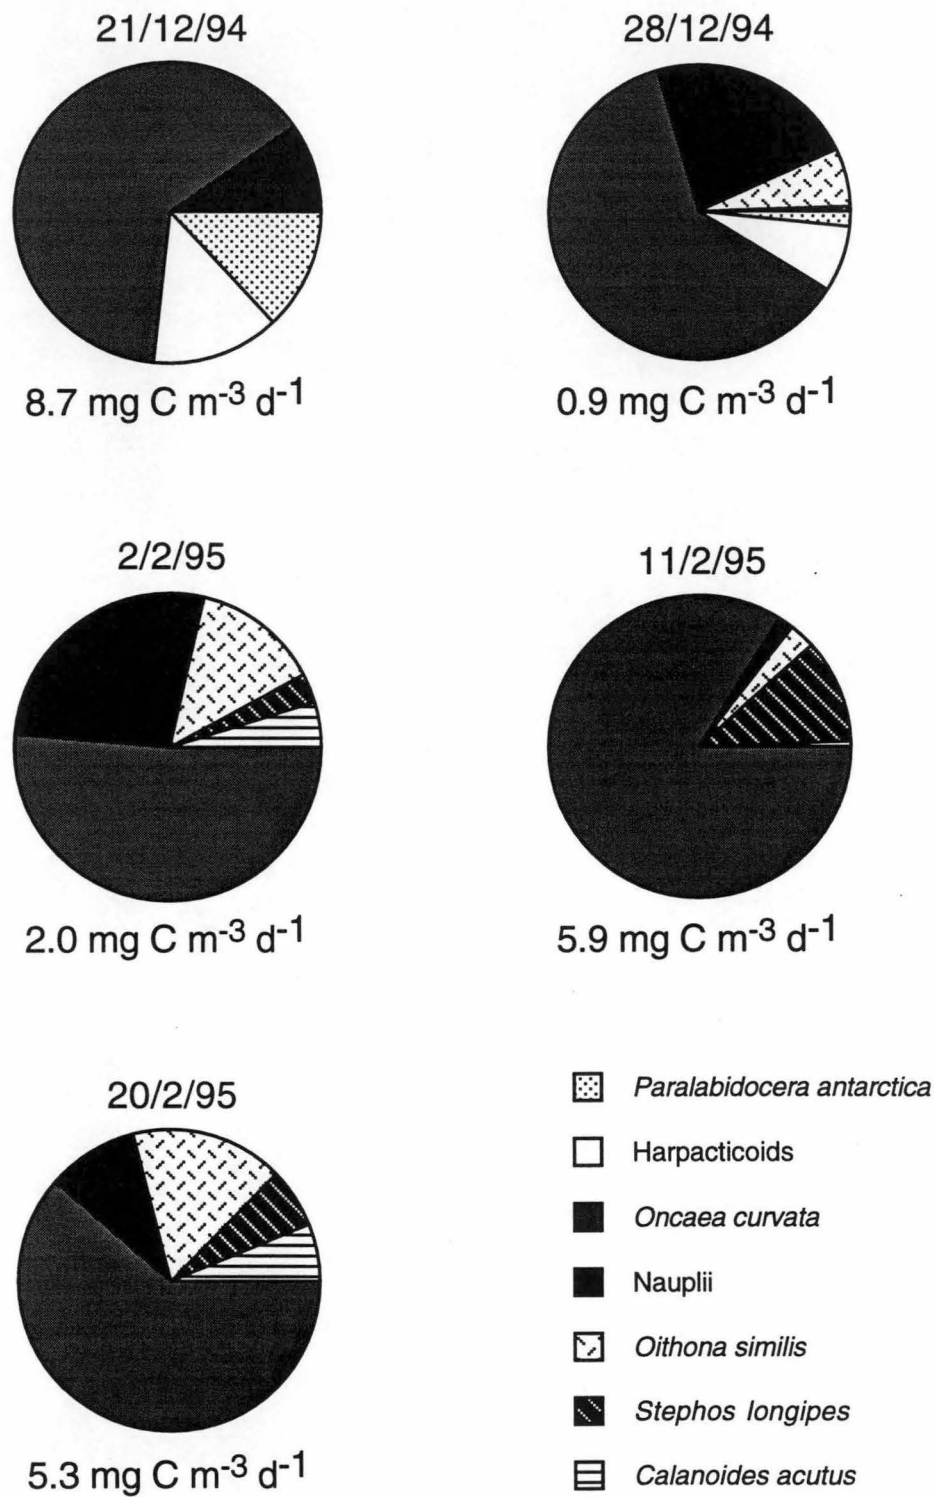 21/12/94
28/12/94
8.7 mg C m-3 d-1
0.9 mg C m-3 d-1
2/2/95
11/2/95
2.0 mg C m-3 d-1
5.9 mg C m-3 d-1
20/2/95
5.3 mg C m-3 d-1
Paralabidocera antarctica
Harpacticoids
Oncaea curvata
Nauplii
Oithona similis
Stephos longipes
Calanoides acutus